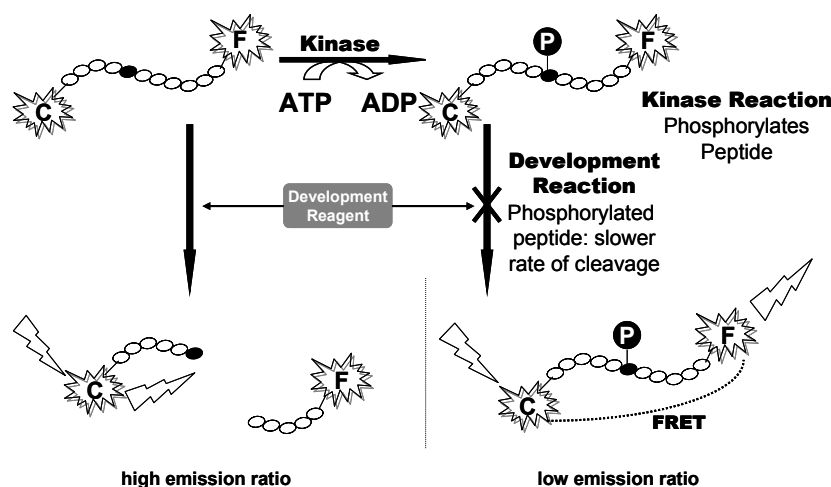 F
Kinase
P
F
C
ATP ADP
C
Kinase Reaction
Phosphorylates
Peptide
Development
Reagent
Development
Reaction
Phosphorylated
peptide: slower
rate of cleavage
C
F
P
F
C
FRET
high emission ratio
low emission ratio